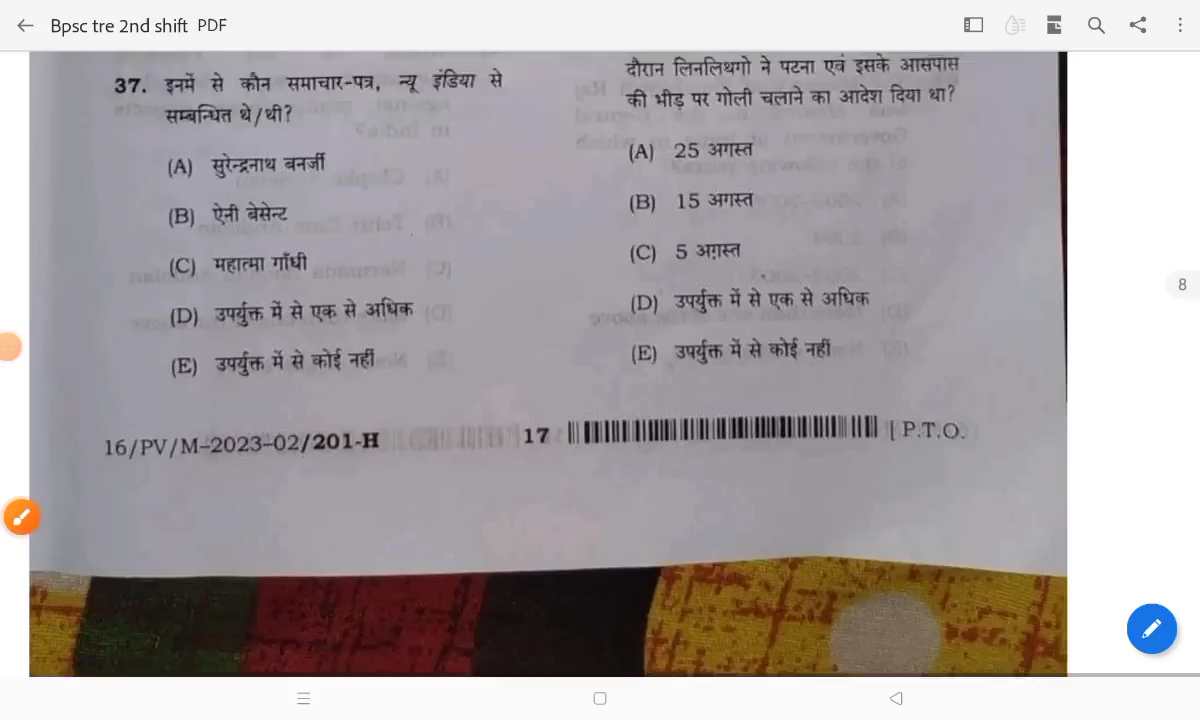 Bpsc tre 2nd shift PDF
37. इनमें से कौन समाचार-पत्र, न्यू इंडिया से
सम्बन्धित थे/थी?
(A) सुरेन्द्रनाथ बनर्जी
(B) ऐनी बेसेन्ट
(C) महात्मा गाँधी
(D) उपर्युक्त में से एक से अधिक
(E) उपर्युक्त में से कोई नहीं
दौरान लिनलिथगो ने पटना एवं इसके आसपास
की भीड़ पर गोली चलाने का आदेश दिया था?
(A) 25 अगस्त
(B) 15 अगस्त
(C) 5 अगस्त
(D) उपर्युक्त में से एक से अधिक
(E) उपर्युक्त में से कोई नहीं
8
16/PV/M-2023-02/201-H 17 [ P.T.O.